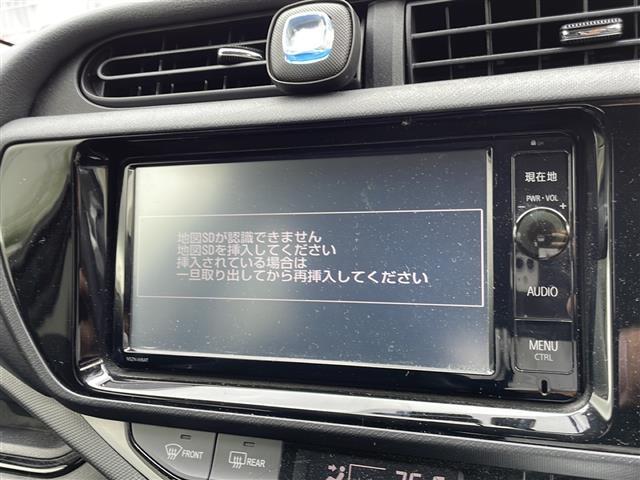 現在地
PWR・VOL
− +
地図SDが認識できません
地図SDを挿入してください
挿入されている場合は
一旦取り出してから再挿入してください
AUDIO
MENU
CTRL
FRONT
REAR